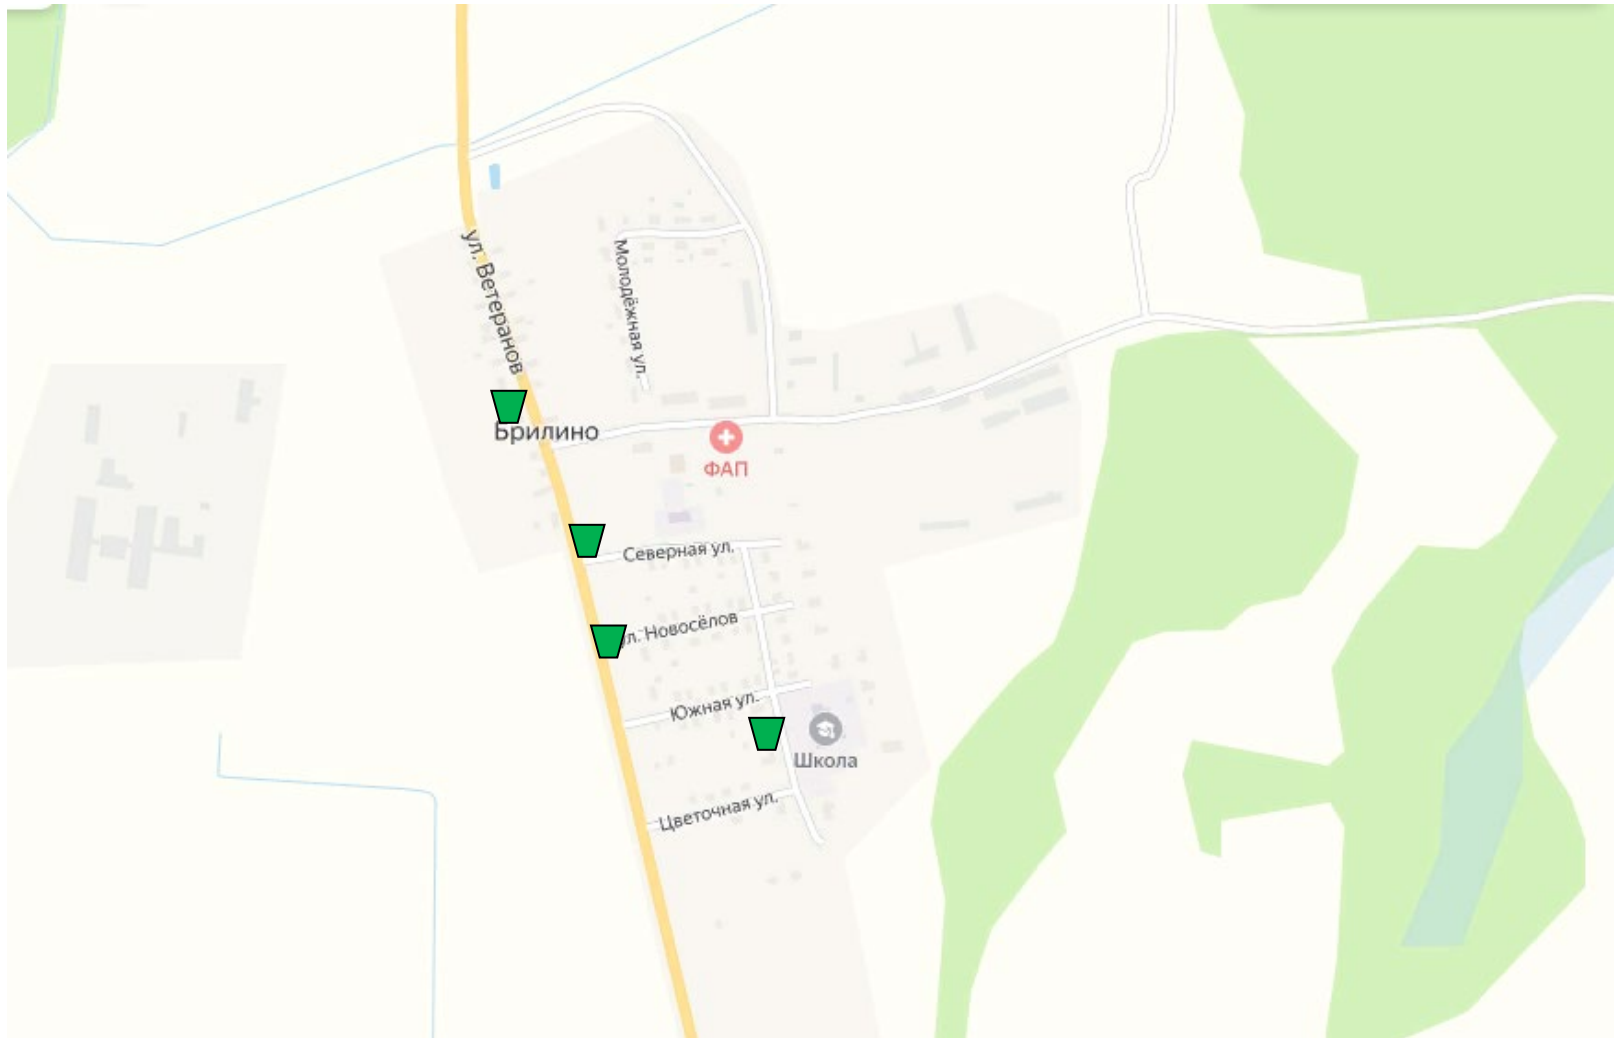 ул. Ветеранов
Молодёжная ул.
Брилино
ФАП
Северная ул.
ул. Новосёлов
Южная ул.
Школа
Цветочная ул.